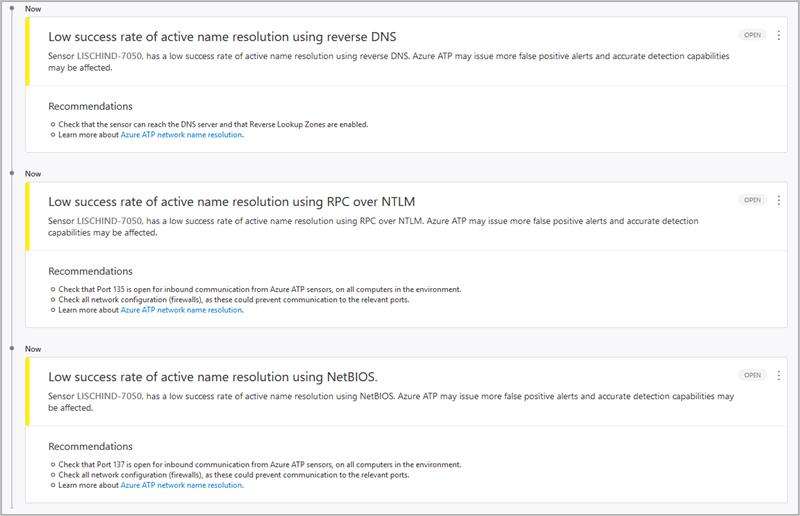 Now
Low success rate of active name resolution using reverse DNS
OPEN
Sensor LISCHIND-7050, has a low success rate of active name resolution using reverse DNS. Azure ATP may issue more false positive alerts and accurate detection capabilities
may be affected.
Recommendations
Check that the sensor can reach the DNS server and that Reverse Lookup Zones are enabled.
Learn more about Azure ATP network name resolution.
Now
Low success rate of active name resolution using RPC over NTLM
OPEN
Sensor LISCHIND-7050, has a low success rate of active name resolution using RPC over NTLM. Azure ATP may issue more false positive alerts and accurate detection
capabilities may be affected.
Recommendations
Check that Port 135 is open for inbound communication from Azure ATP sensors, on all computers in the environment.
Check all network configuration (firewalls), as these could prevent communication to the relevant ports.
Learn more about Azure ATP network name resolution.
Now
Low success rate of active name resolution using NetBIOS.
OPEN
Sensor LISCHIND-7050, has a low success rate of active name resolution using NetBIOS. Azure ATP may issue more false positive alerts and accurate detection capabilities may
be affected.
Recommendations
Check that Port 137 is open for inbound communication from Azure ATP sensors, on all computers in the environment.
Check all network configuration (firewalls), as these could prevent communication to the relevant ports.
Learn more about Azure ATP network name resolution.